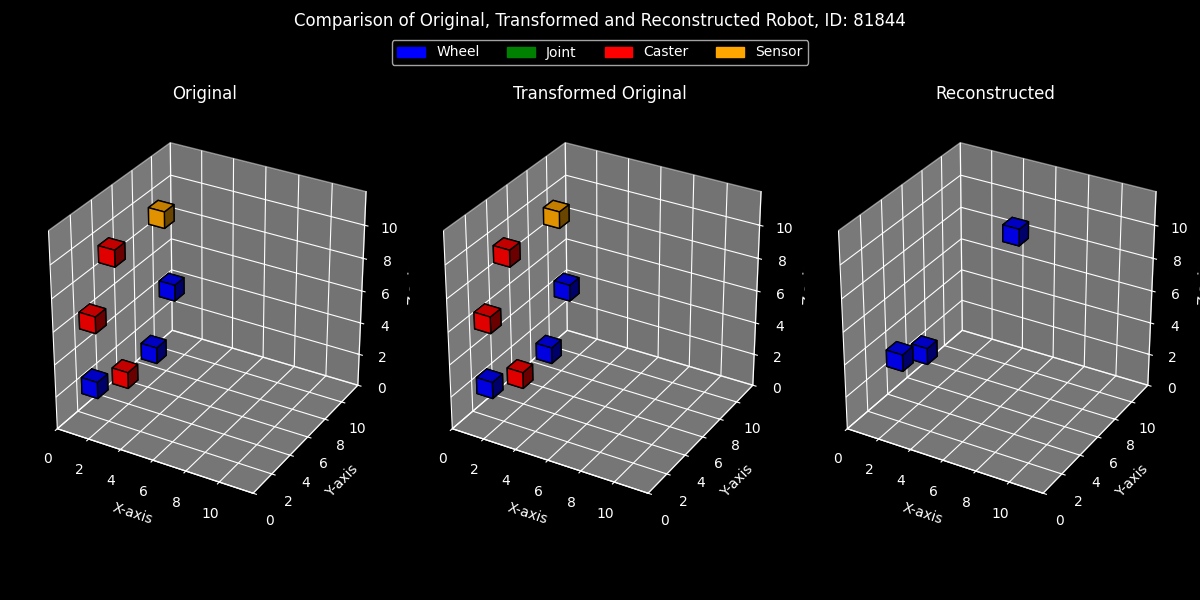 Comparison of Original, Transformed and Reconstructed Robot, ID: 81844
Wheel Joint Caster Sensor
Original Transformed Original Reconstructed
10 10 10
8 8 8
6 6 6
4 4 4
2 2 2
0 0 0
10 10 10
8 8 8
0 2 4 6 8 10 0 2 4 6 8 10 0 2 4 6 8 10
6 6 6
4 4 4
2 2 2
0 0 0
X-axis Y-axis X-axis Y-axis X-axis Y-axis